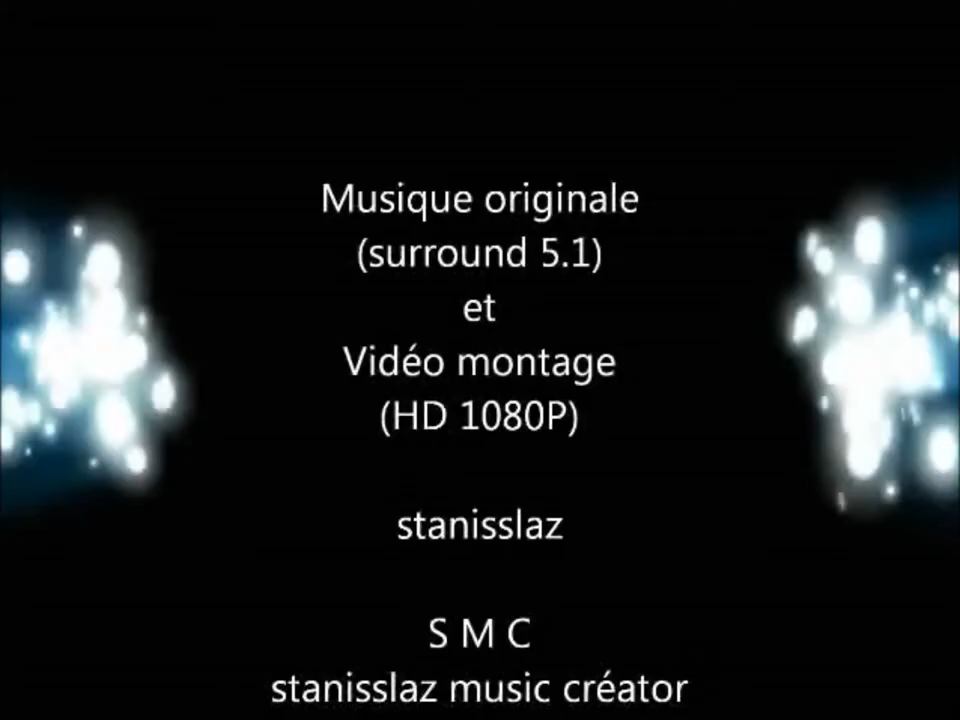 Musique originale
(surround 5.1)
et
Vidéo montage
(HD 1080P)
stanisslaz
S M C
stanisslaz music créator